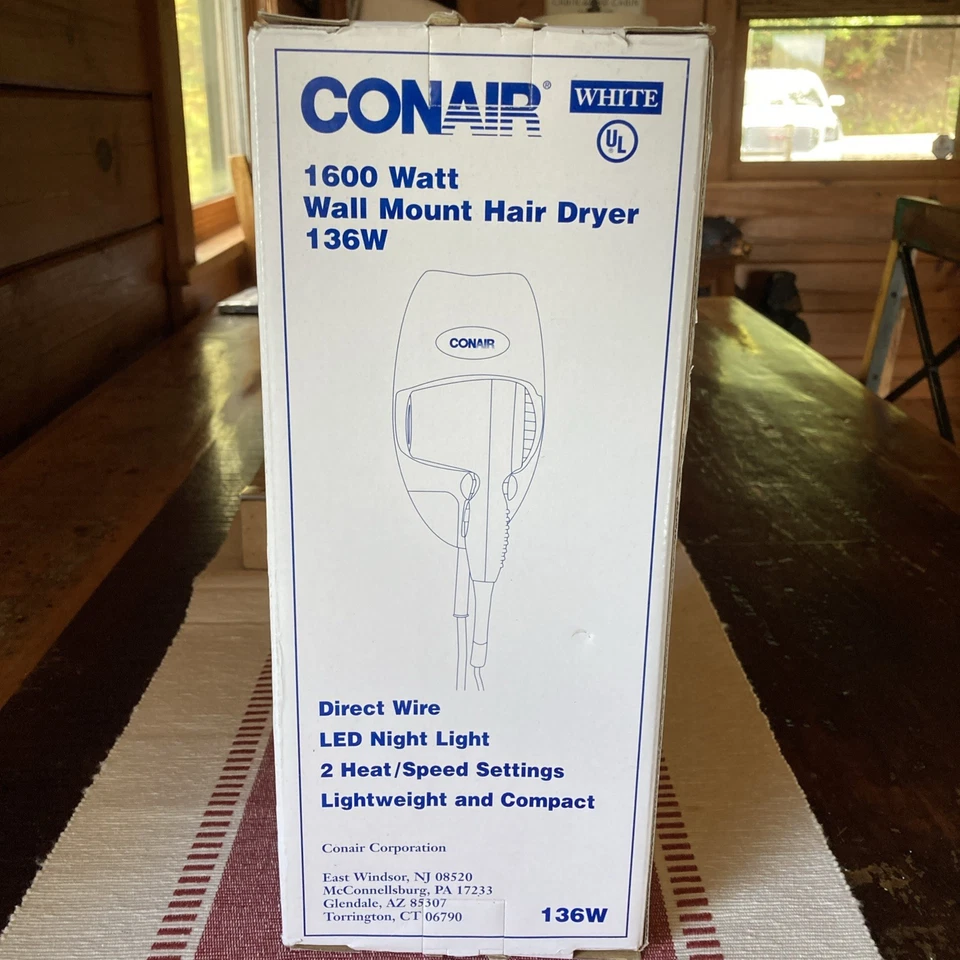 CONAIR®
WHITE
UL
1600 Watt
Wall Mount Hair Dryer
136W
CONAIR
Direct Wire
LED Night Light
2 Heat/Speed Settings
Lightweight and Compact
Conair Corporation
East Windsor, NJ 08520
McConnellsburg, PA 17233
Glendale, AZ 85307
Torrington, CT 06790
136W